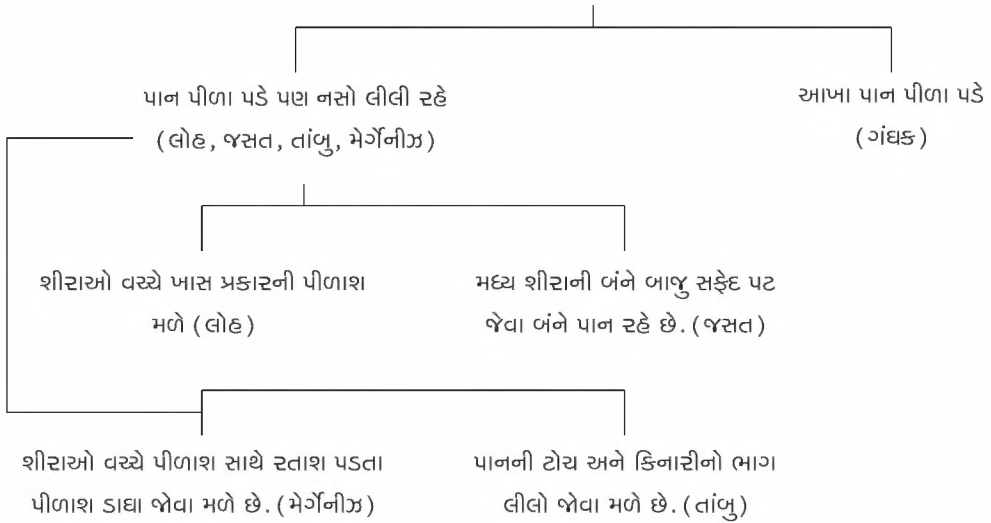 પાન પીળા પડે પણ નસો લીલી રહે
(લોહ, જસત, તાંબુ, મેર્ગેનીઝ)
આખા પાન પીળા પડે
(ગંધક)
શીરાઓ વચ્ચે ખાસ પ્રકારની પીળાશ
મળે (લોહ)
મધ્ય શીરાની બંને બાજુ સફેદ પટ
જેવા બંને પાન રહે છે. (જસત)
શીરાઓ વચ્ચે પીળાશ સાથે રતાશ પડતા
પીળાશ ડાઘા જોવા મળે છે. (મેર્ગેનીઝ)
પાનની ટોચ અને કિનારીનો ભાગ
લીલો જોવા મળે છે. (તાંબુ)